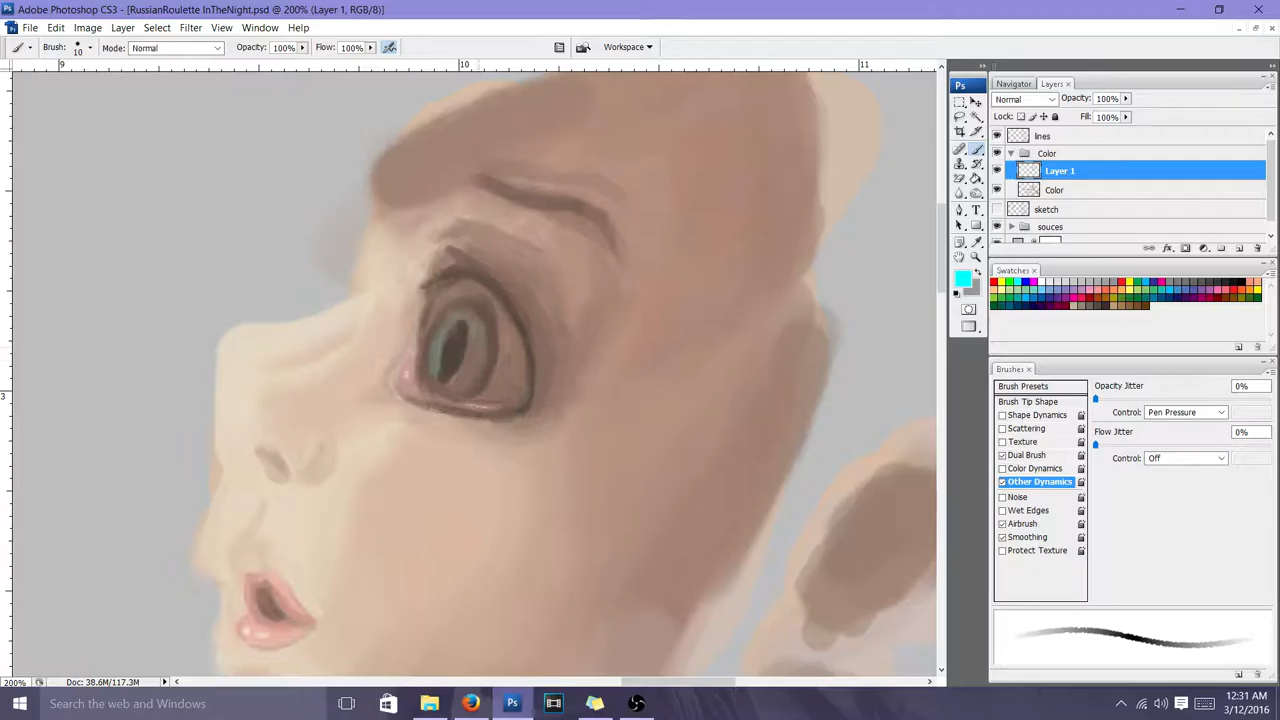 Adobe Photoshop CS3 - [RussianRoulette InTheNight.psd @ 200% (Layer 1, RGB/8)]
File Edit Image Layer Select Filter View Window Help
Brush: 10 Mode: Normal Opacity: 100% Flow: 100% Workspace
9 10 11
3
Ps
Navigator Layers
Normal Opacity: 100%
Lock: Fill: 100%
lines
Color
Layer 1
Color
sketch
souces
Swatches
Brushes
Brush Presets
Brush Tip Shape
Shape Dynamics
Scattering
Texture
Dual Brush
Color Dynamics
Other Dynamics
Noise
Wet Edges
Airbrush
Smoothing
Protect Texture
Opacity Jitter 0%
Control: Pen Pressure
Flow Jitter 0%
Control: Off
200% Doc: 38.6M/117.3M
Search the web and Windows
Ps
12:31 AM
3/12/2016